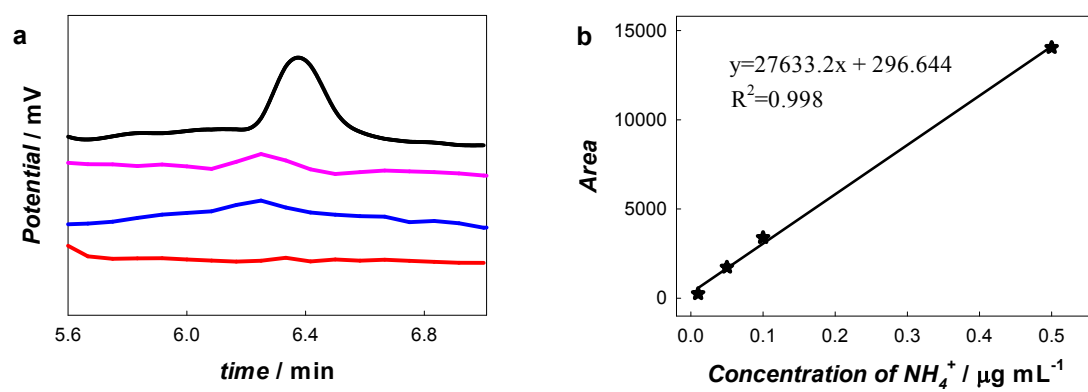 a
Potential / mV
5.6 6.0 6.4 6.8
time / min
b
Area
15000
10000
5000
0
y=27633.2x + 296.644
R²=0.998
0.0 0.1 0.2 0.3 0.4 0.5
Concentration of NH₄⁺ / μg mL⁻¹